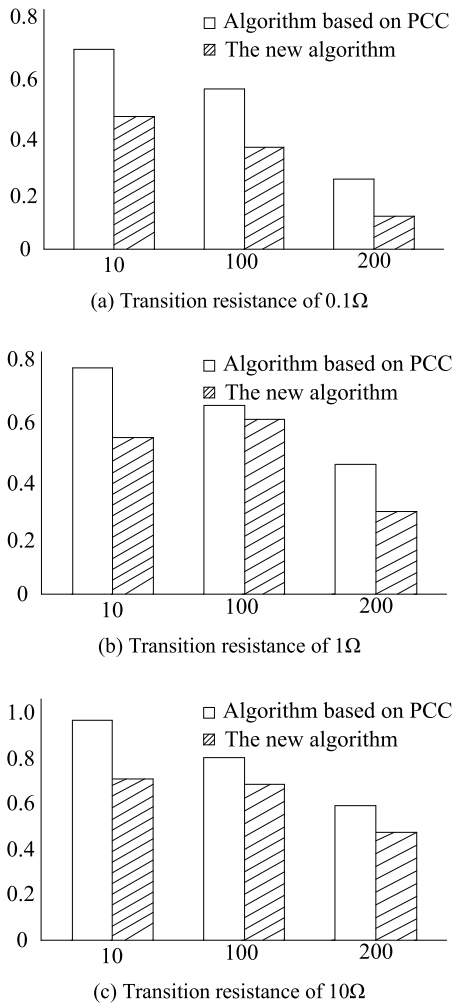 0.8
Algorithm based on PCC
The new algorithm
0.6
0.4
0.2
0
10 100 200
(a) Transition resistance of 0.1Ω
0.8
Algorithm based on PCC
The new algorithm
0.6
0.4
0.2
0
10 100 200
(b) Transition resistance of 1Ω
1.0
Algorithm based on PCC
The new algorithm
0.8
0.6
0.4
0.2
0
10 100 200
(c) Transition resistance of 10Ω